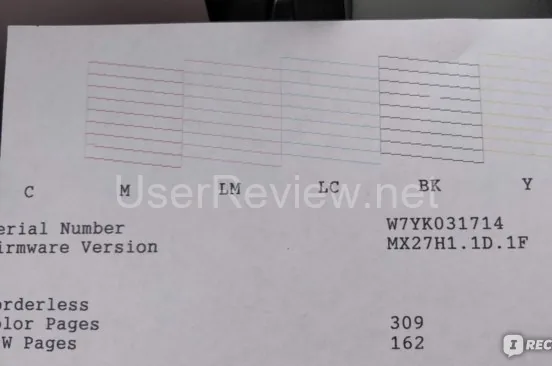 C M LM LC BK Y
UserReview.net
erial Number W7YK031714
irmware Version MX27H1.1D.1F
orderless
olor Pages 309
W Pages 162
I REC